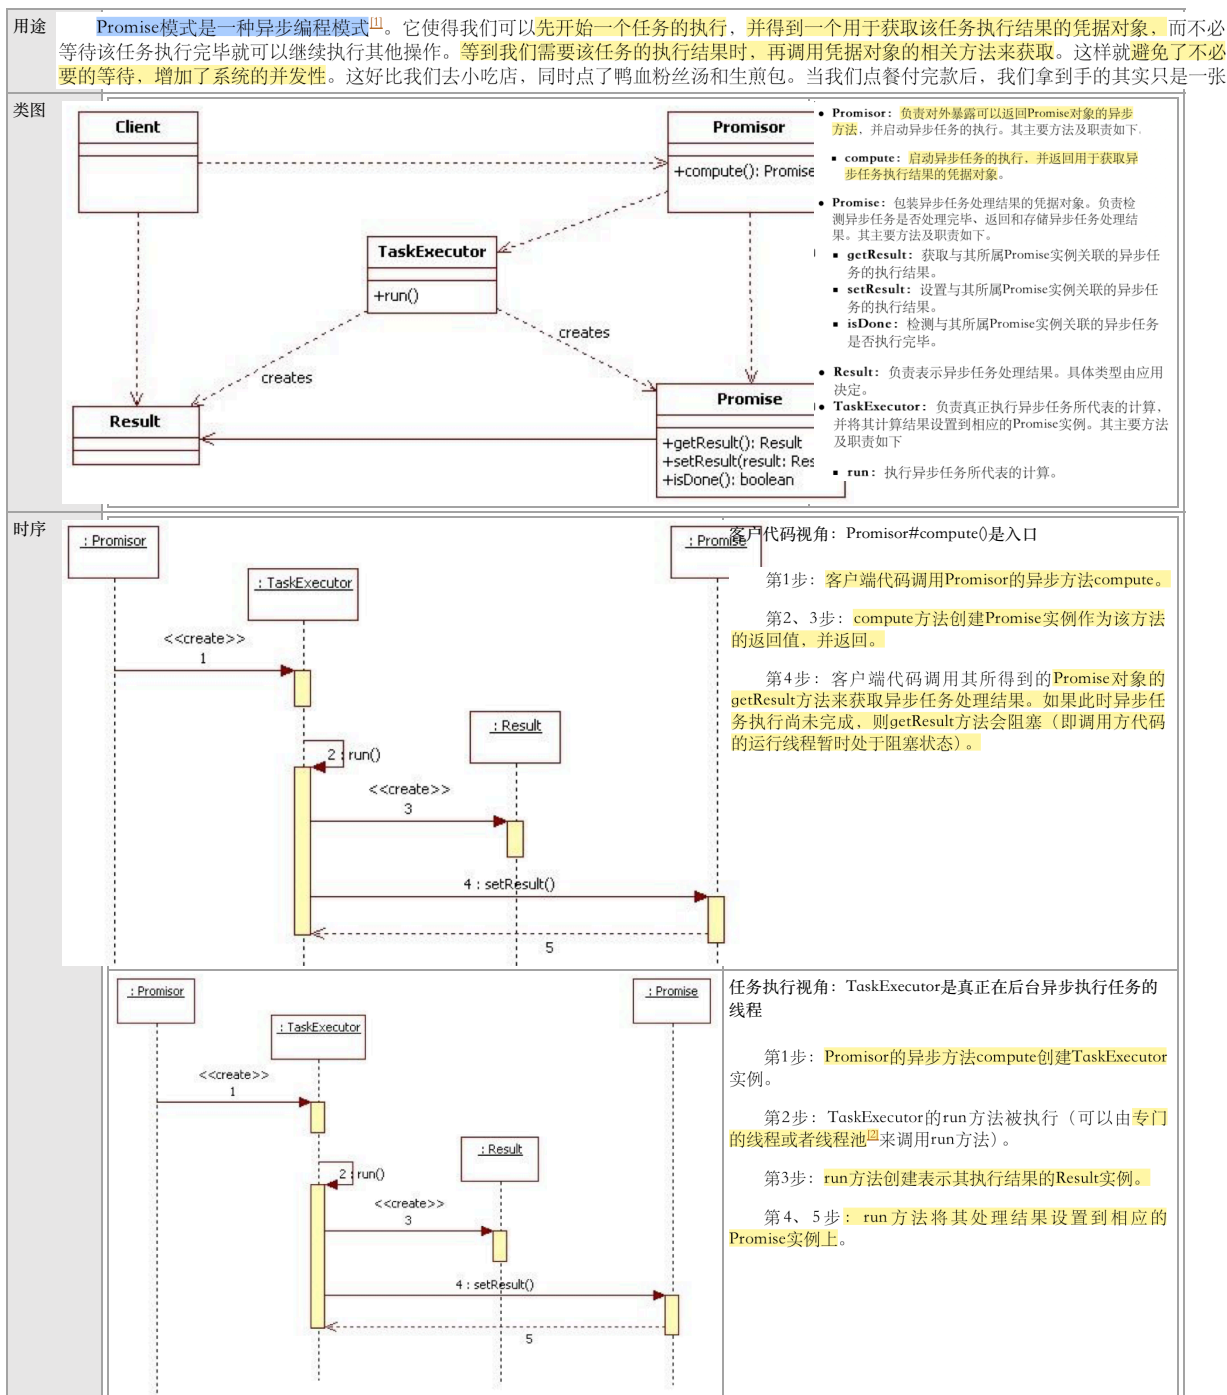 用途
Promise模式是一种异步编程模式[1]。它使得我们可以先开始一个任务的执行，并得到一个用于获取该任务执行结果的凭据对象，而不必
等待该任务执行完毕就可以继续执行其他操作。等到我们需要该任务的执行结果时，再调用凭据对象的相关方法来获取。这样就避免了不必
要的等待，增加了系统的并发性。这好比我们去小吃店，同时点了鸭血粉丝汤和生煎包。当我们点餐付完款后，我们拿到手的其实只是一张
类图
Client
Promisor
+compute(): Promise
TaskExecutor
+run()
creates
creates
Result
Promise
+getResult(): Result
+setResult(result: Res
+isDone(): boolean
• Promisor：负责对外暴露可以返回Promise对象的异步
方法，并启动异步任务的执行。其主要方法及职责如下.
▪ compute：启动异步任务的执行，并返回用于获取异
步任务执行结果的凭据对象。
• Promise：包装异步任务处理结果的凭据对象。负责检
测异步任务是否处理完毕、返回和存储异步任务处理结
果。其主要方法及职责如下。
▪ getResult：获取与其所属Promise实例关联的异步任
务的执行结果。
▪ setResult：设置与其所属Promise实例关联的异步任
务的执行结果。
▪ isDone：检测与其所属Promise实例关联的异步任务
是否执行完毕。
• Result：负责表示异步任务处理结果。具体类型由应用
决定。
• TaskExecutor：负责真正执行异步任务所代表的计算，
并将其计算结果设置到相应的Promise实例。其主要方法
及职责如下
▪ run：执行异步任务所代表的计算。
时序
: Promisor
: TaskExecutor
: Result
: Promise
<<create>>
1
2 : run()
<<create>>
3
4 : setResult()
5
客户代码视角：Promisor#compute()是入口
第1步：客户端代码调用Promisor的异步方法compute。
第2、3步：compute方法创建Promise实例作为该方法
的返回值，并返回。
第4步：客户端代码调用其所得到的Promise对象的
getResult方法来获取异步任务处理结果。如果此时异步任
务执行尚未完成，则getResult方法会阻塞（即调用方代码
的运行线程暂时处于阻塞状态）。
: Promisor
: TaskExecutor
: Result
: Promise
<<create>>
1
2 : run()
<<create>>
3
4 : setResult()
5
任务执行视角：TaskExecutor是真正在后台异步执行任务的
线程
第1步：Promisor的异步方法compute创建TaskExecutor
实例。
第2步：TaskExecutor的run方法被执行（可以由专门
的线程或者线程池[2]来调用run方法）。
第3步：run方法创建表示其执行结果的Result实例。
第4、5步：run方法将其处理结果设置到相应的
Promise实例上。